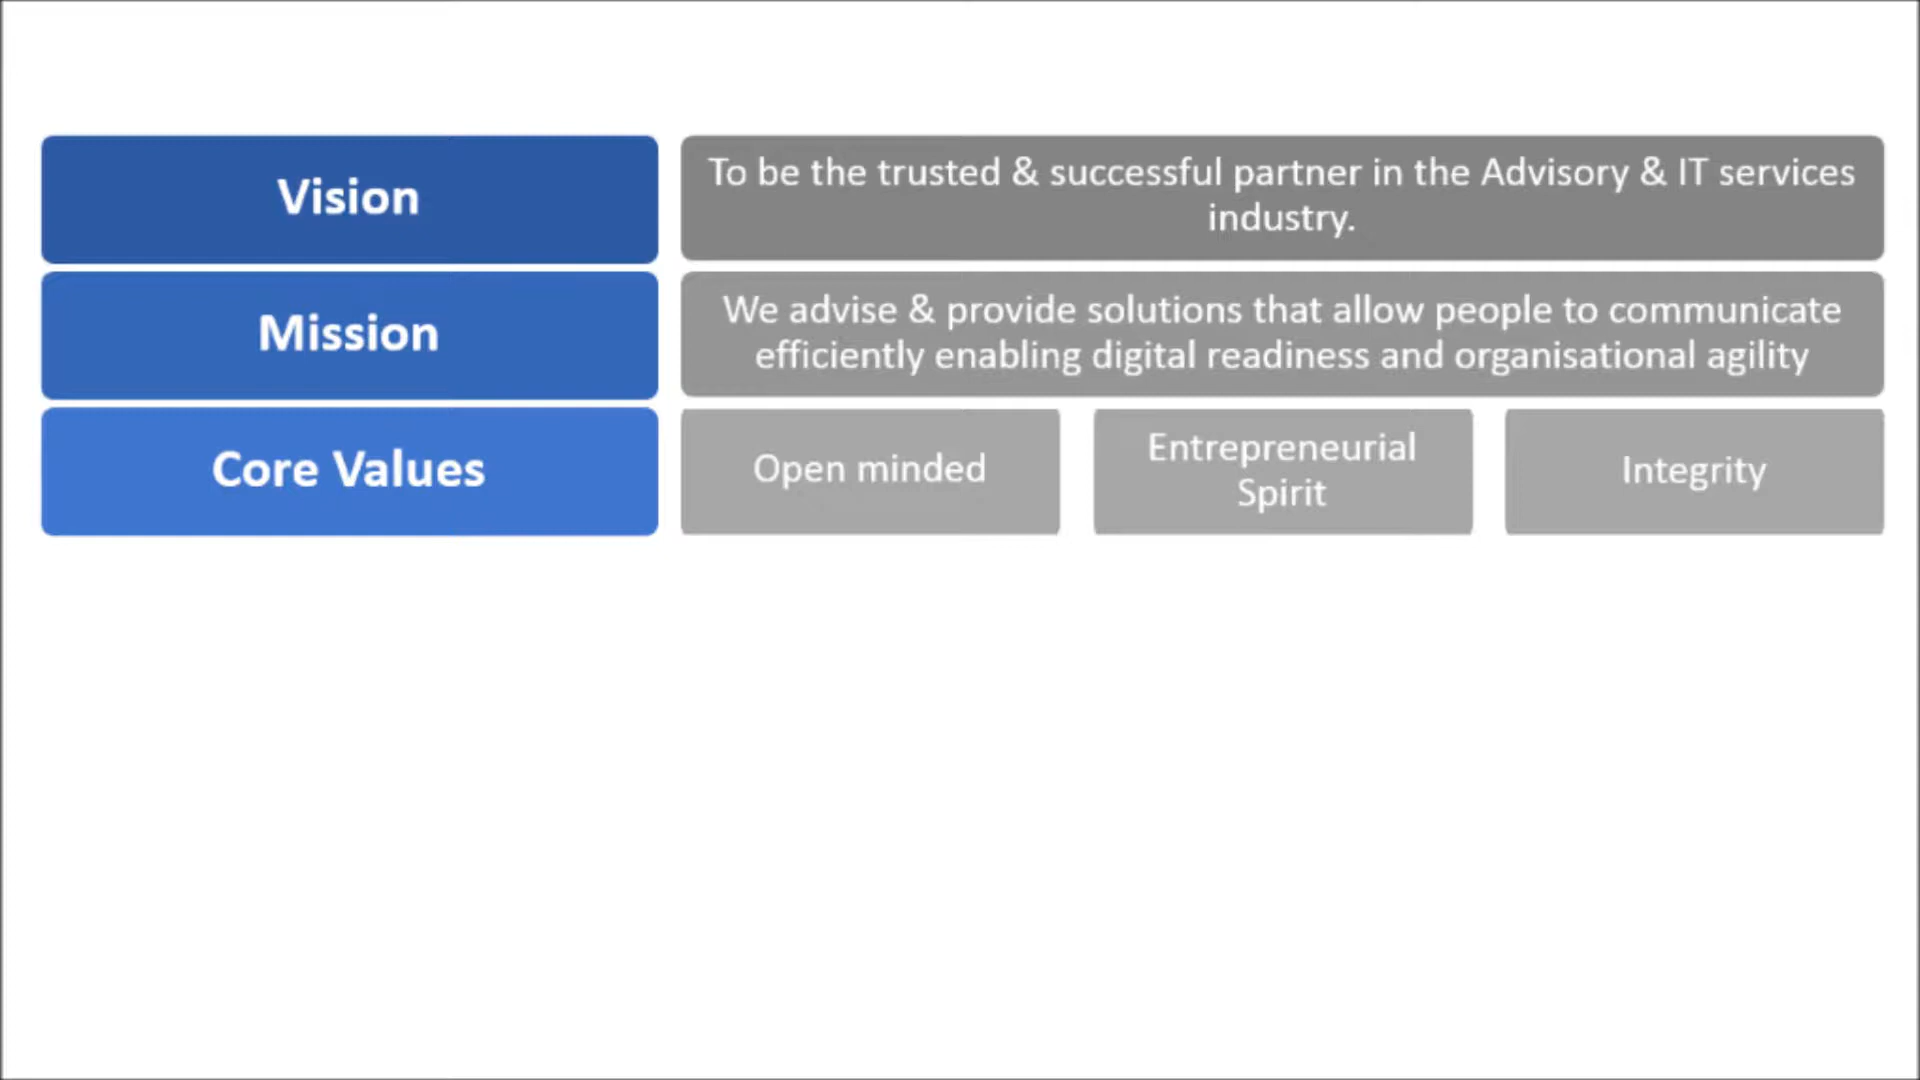 Vision
To be the trusted & successful partner in the Advisory & IT services
industry.
Mission
We advise & provide solutions that allow people to communicate
efficiently enabling digital readiness and organisational agility
Core Values
Open minded
Entrepreneurial
Spirit
Integrity